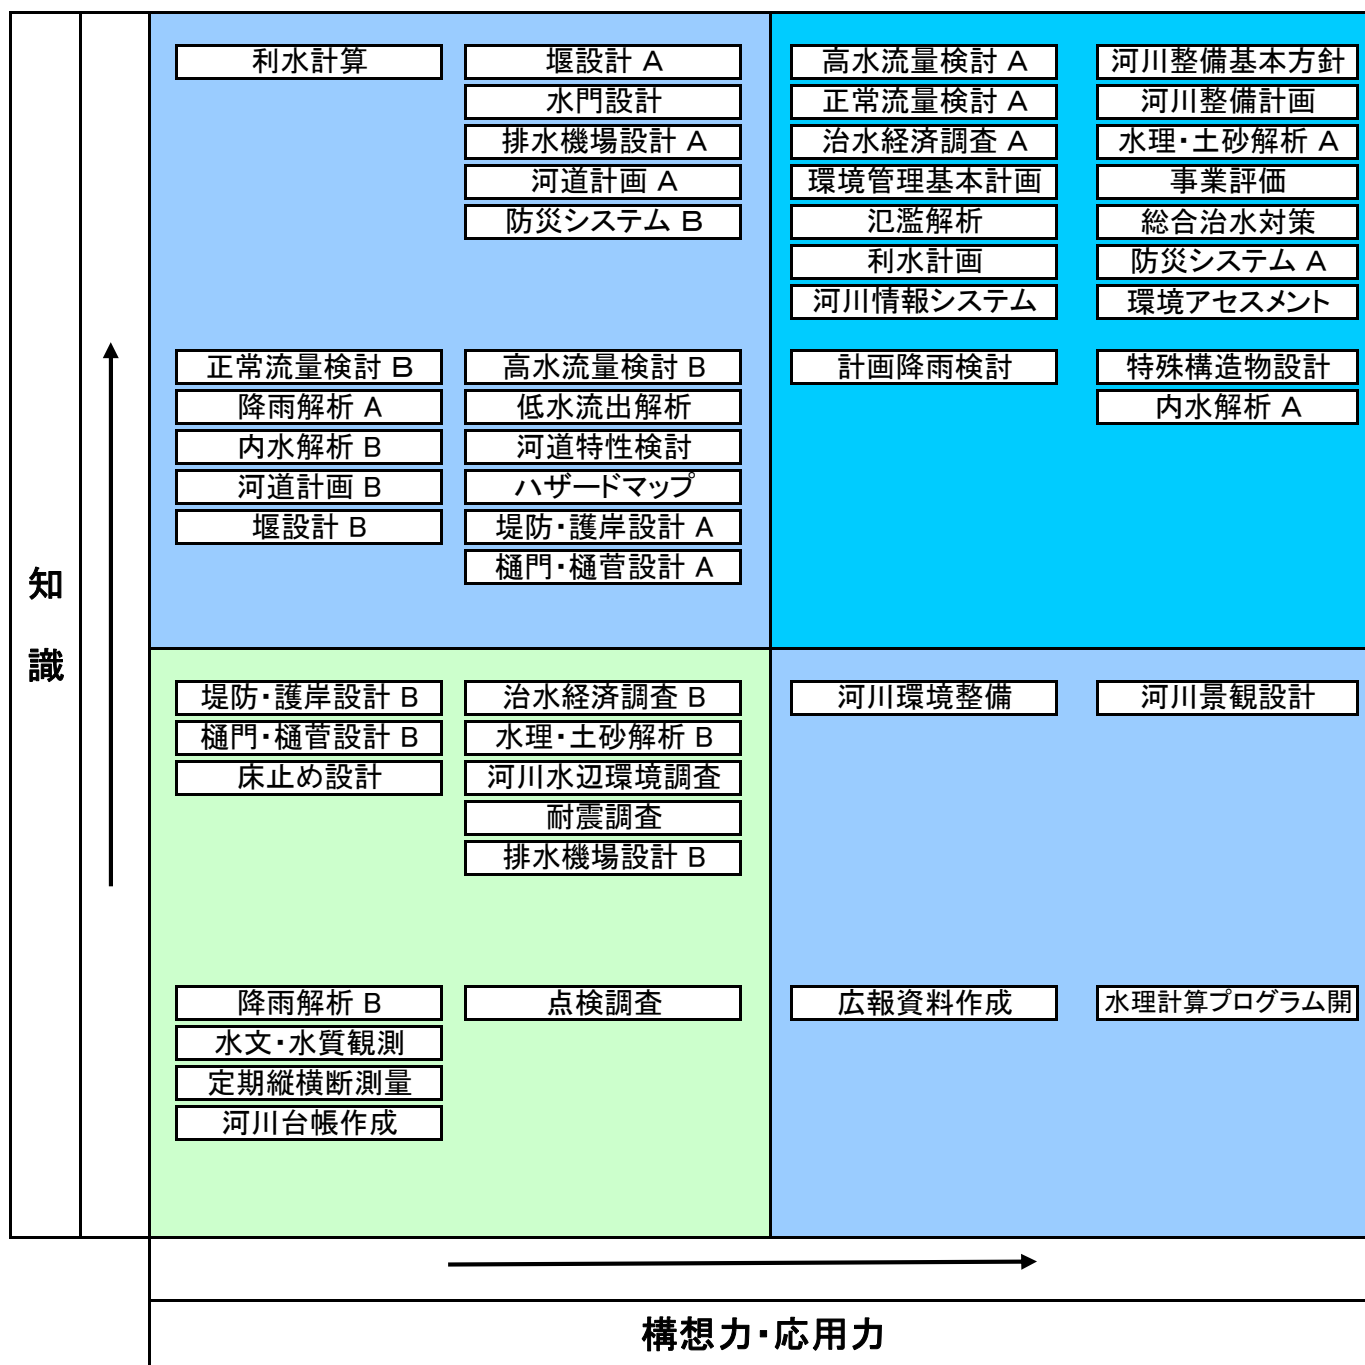 利水計算
堰設計 A
水門設計
排水機場設計 A
河道計画 A
防災システム B
高水流量検討 A
正常流量検討 A
治水経済調査 A
環境管理基本計画
氾濫解析
利水計画
河川情報システム
河川整備基本方針
河川整備計画
水理・土砂解析 A
事業評価
総合治水対策
防災システム A
環境アセスメント
正常流量検討 B
降雨解析 A
内水解析 B
河道計画 B
堰設計 B
高水流量検討 B
低水流出解析
河道特性検討
ハザードマップ
堤防・護岸設計 A
樋門・樋菅設計 A
計画降雨検討
特殊構造物設計
内水解析 A
知
識
堤防・護岸設計 B
樋門・樋菅設計 B
床止め設計
治水経済調査 B
水理・土砂解析 B
河川水辺環境調査
耐震調査
排水機場設計 B
河川環境整備
河川景観設計
降雨解析 B
水文・水質観測
定期縦横断測量
河川台帳作成
点検調査
広報資料作成
水理計算プログラム開
構想力・応用力